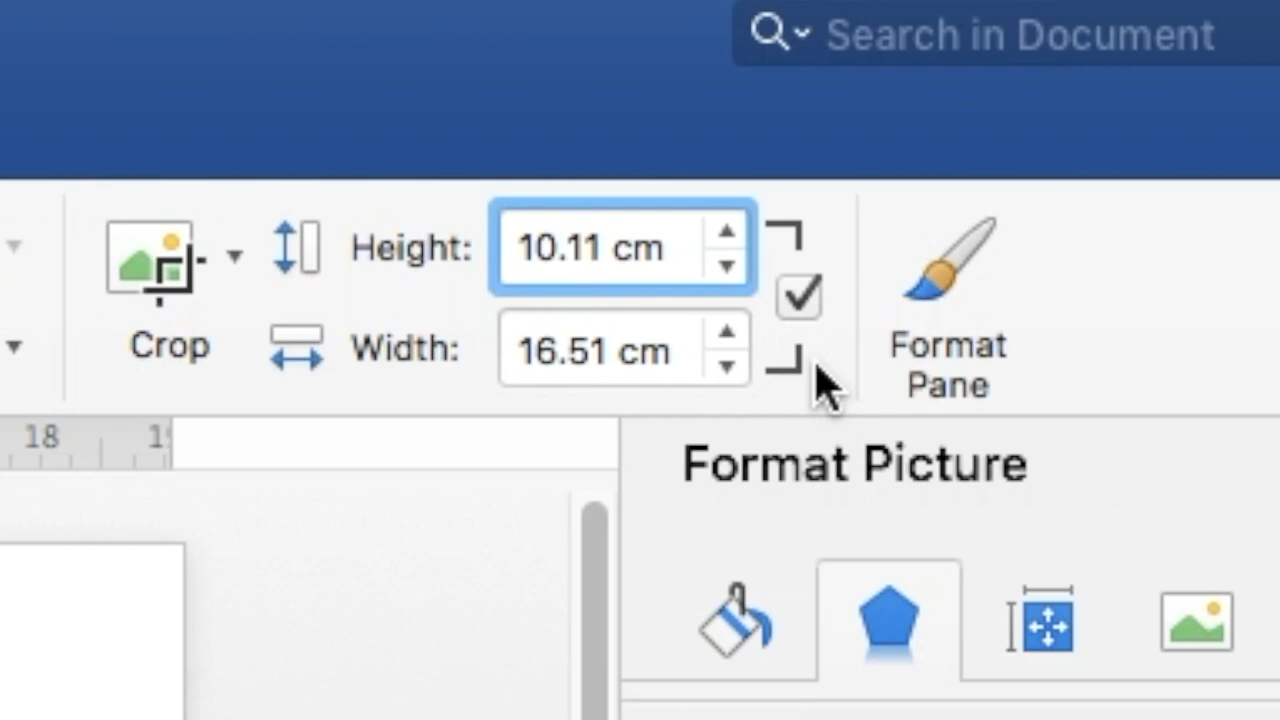 Search in Document
Height: 10.11 cm
Crop
Width: 16.51 cm
Format
Pane
18
Format Picture